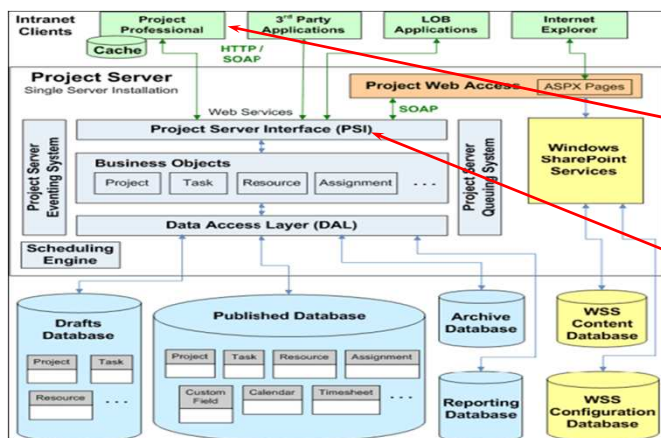 Intranet
Clients
Project
Professional
Cache
3rd Party
Applications
LOB
Applications
Internet
Explorer
HTTP /
SOAP
Project Server
Single Server Installation
Project Web Access
ASPX Pages
Web Services
SOAP
Project Server Interface (PSI)
Project Server
Eventing System
Business Objects
Project
Task
Resource
Assignment
. . .
Project Server
Queuing System
Windows
SharePoint
Services
Data Access Layer (DAL)
Scheduling
Engine
Drafts
Database
Project
Task
Resource
. . .
Published Database
Project
Task
Resource
Assignment
Custom
Field
Calendar
Timesheet
. . .
Archive
Database
Reporting
Database
WSS
Content
Database
WSS
Configuration
Database